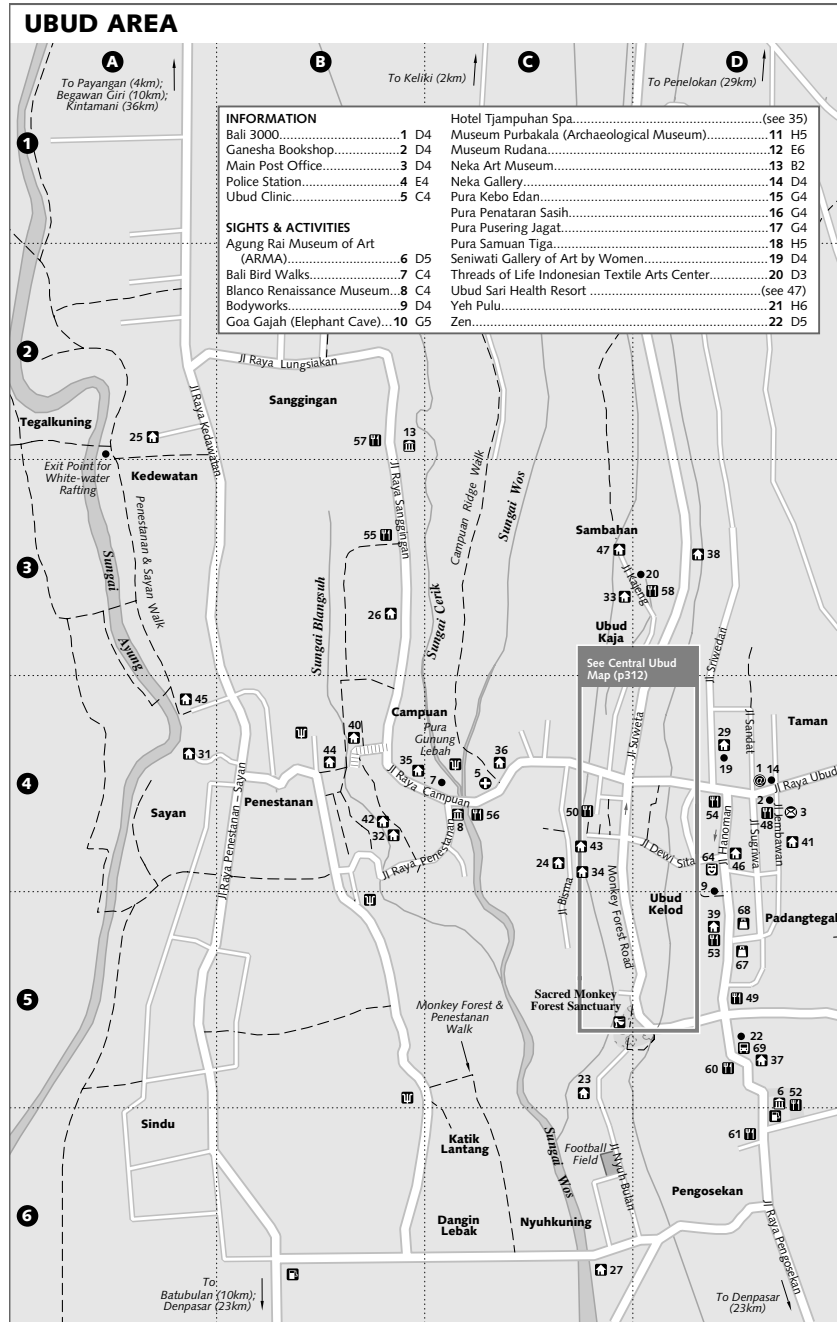 UBUD AREA
A
B
C
D
To Payangan (4km);
Begawan Giri (10km);
Kintamani (36km)
To Keliki (2km)
To Penelokan (29km)
1
INFORMATION
Bali 3000..........1 D4
Ganesha Bookshop..........2 D4
Main Post Office..........3 D4
Police Station..........4 E4
Ubud Clinic..........5 C4
SIGHTS & ACTIVITIES
Agung Rai Museum of Art
(ARMA)..........6 D5
Bali Bird Walks..........7 C4
Blanco Renaissance Museum...8 C4
Bodyworks..........9 D4
Goa Gajah (Elephant Cave)...10 G5
Hotel Tjampuhan Spa..........(see 35)
Museum Purbakala (Archaeological Museum)..........11 H5
Museum Rudana..........12 E6
Neka Art Museum..........13 B2
Neka Gallery..........14 D4
Pura Kebo Edan..........15 G4
Pura Penataran Sasih..........16 G4
Pura Pusering Jagat..........17 G4
Pura Samuan Tiga..........18 H5
Seniwati Gallery of Art by Women..........19 D4
Threads of Life Indonesian Textile Arts Center..........20 D3
Ubud Sari Health Resort ..........(see 47)
Yeh Pulu..........21 H6
Zen..........22 D5
2
Jl Raya Lungsiakan
Sanggingan
Tegalkuning
25
Jl Raya Kedawatan
57
13
Exit Point for
White-water
Rafting
Kedewatan
Penestanan & Sayan Walk
Jl Raya Sanggingan
Campuan Ridge Walk
Sungai Wos
55
Sambahan
47
38
3
20
Jl Kajeng
58
33
Ubud
Kaja
Sungai
Ayung
Sungai Blangsuh
26
Sungai Cerik
See Central Ubud
Map (p312)
Jl Sriwedari
45
Campuan
Pura
Gunung
Lebah
Jl Suweta
Jl Sandat
Taman
40
44
35
36
29
19
1
14
31
4
7
5
Jl Raya Campuan
Jl Raya Ubud
Penestanan
Sayan
Jl Raya Penestanan – Sayan
42
32
8
56
50
54
2
48
3
Jl Hanoman
Jl Sugriwa
Jl Jembawan
41
Jl Raya Penestanan
43
Jl Dewi Sita
24
34
64
46
Jl Bisma
Monkey Forest Road
Ubud
Kelod
9
39
68
Padangtegal
53
67
5
Monkey Forest &
Penestanan
Walk
Sacred Monkey
Forest Sanctuary
49
22
69
37
60
23
6
52
Sindu
Katik
Lantang
Sungai Wos
Football
Field
Jl Nyuh Bulan
61
6
Dangin
Lebak
Nyuhkuning
Pengosekan
Jl Raya Pengosekan
27
To
Batubulan (10km);
Denpasar (23km)
To Denpasar
(23km)